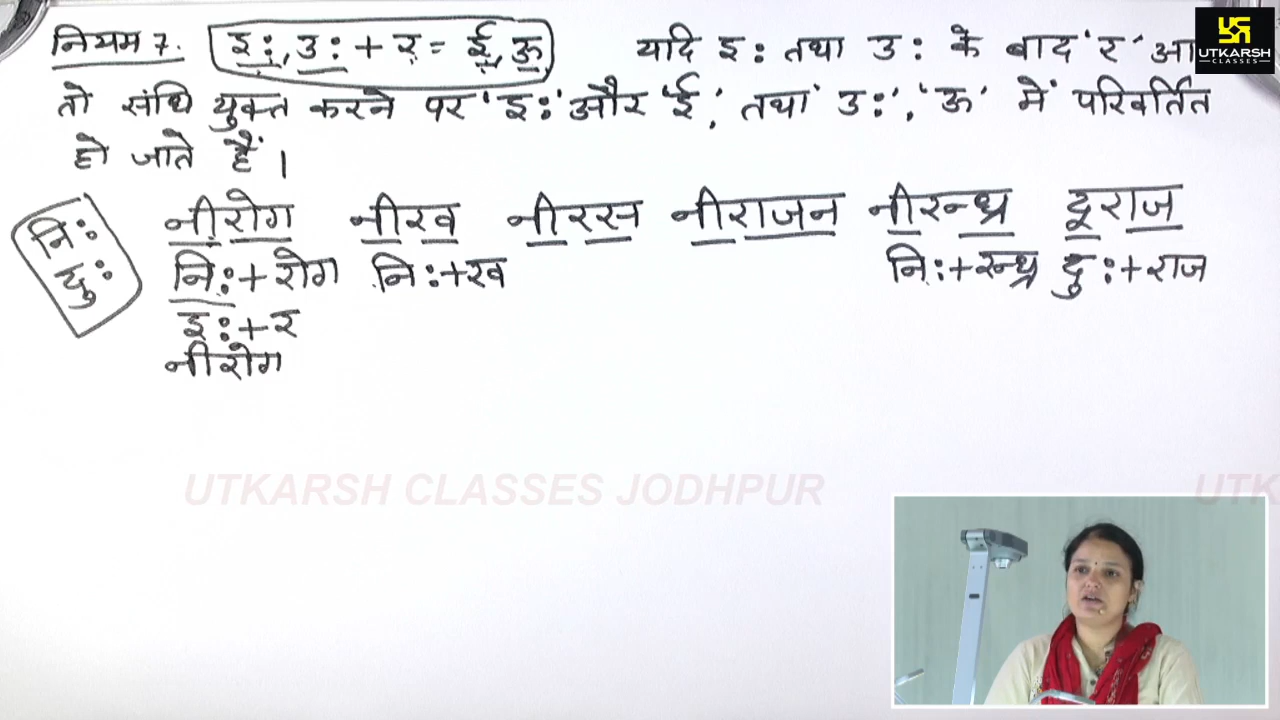 नियम 7. इः, उः + र = ई, ऊ यदि इः तथा उः के बाद 'र' आ
तो संधि युक्त करने पर 'इः' और 'ई', तथा 'उः', 'ऊ' में परिवर्तित
हो जाते हैं।
निः
दुः
नीरोग नीरव नीरस नीराजन नीरन्ध्र दूराज
निः+रोग निः+रव निः+रन्ध्र दुः+राज
इः+र
नीरोग
UTKARSH CLASSES JODHPUR
UTK
UTKARSH
CLASSES